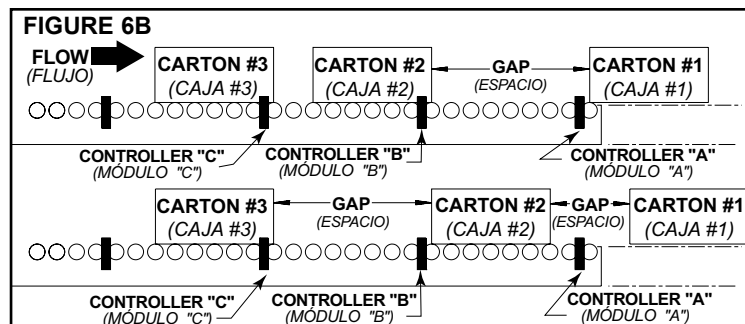 FIGURE 6B
FLOW
(FLUJO)
CARTON #3
(CAJA #3)
CARTON #2
(CAJA #2)
GAP
(ESPACIO)
CARTON #1
(CAJA #1)
CONTROLLER "C"
(MÓDULO "C")
CONTROLLER "B"
(MÓDULO "B")
CONTROLLER "A"
(MÓDULO "A")
CARTON #3
(CAJA #3)
GAP
(ESPACIO)
CARTON #2
(CAJA #2)
GAP
(ESPACIO)
CARTON #1
(CAJA #1)
CONTROLLER "C"
(MÓDULO "C")
CONTROLLER "B"
(MÓDULO "B")
CONTROLLER "A"
(MÓDULO "A")